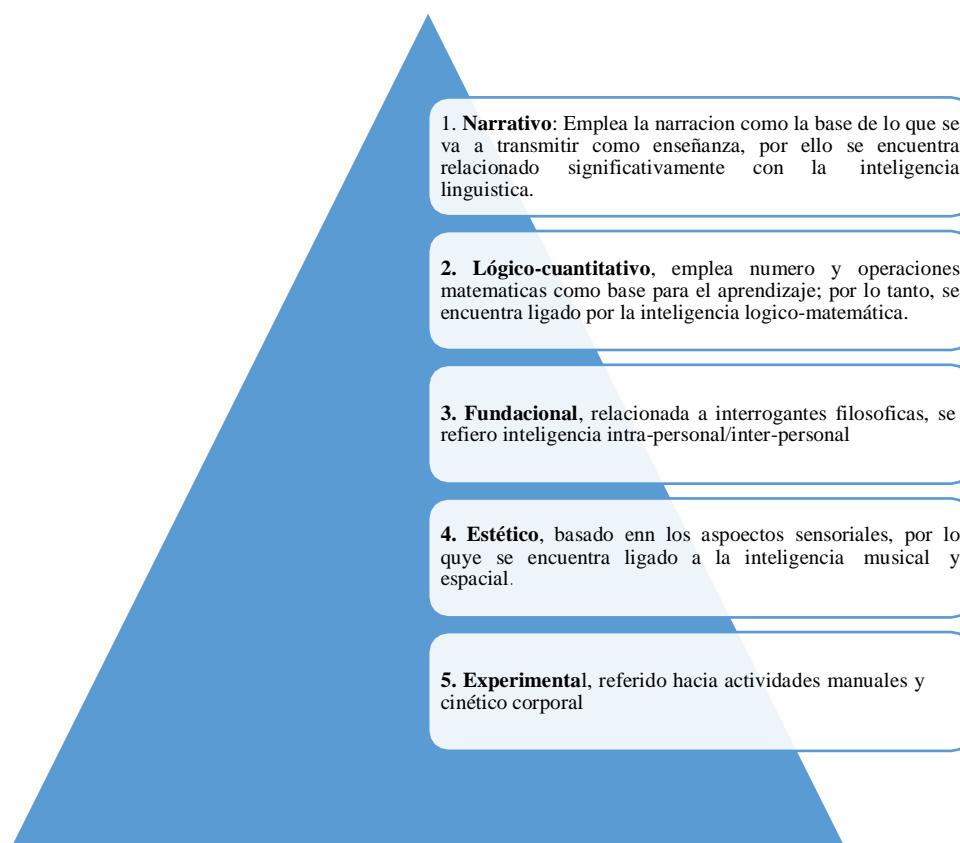 1. Narrativo: Emplea la narracion como la base de lo que se
va a transmitir como enseñanza, por ello se encuentra
relacionado significativamente con la inteligencia
linguistica.
2. Lógico-cuantitativo, emplea numero y operaciones
matematicas como base para el aprendizaje; por lo tanto, se
encuentra ligado por la inteligencia logico-matemática.
3. Fundacional, relacionada a interrogantes filosoficas, se
refiero inteligencia intra-personal/inter-personal
4. Estético, basado enn los aspoectos sensoriales, por lo
quye se encuentra ligado a la inteligencia musical y
espacial.
5. Experimental, referido hacia actividades manuales y
cinético corporal